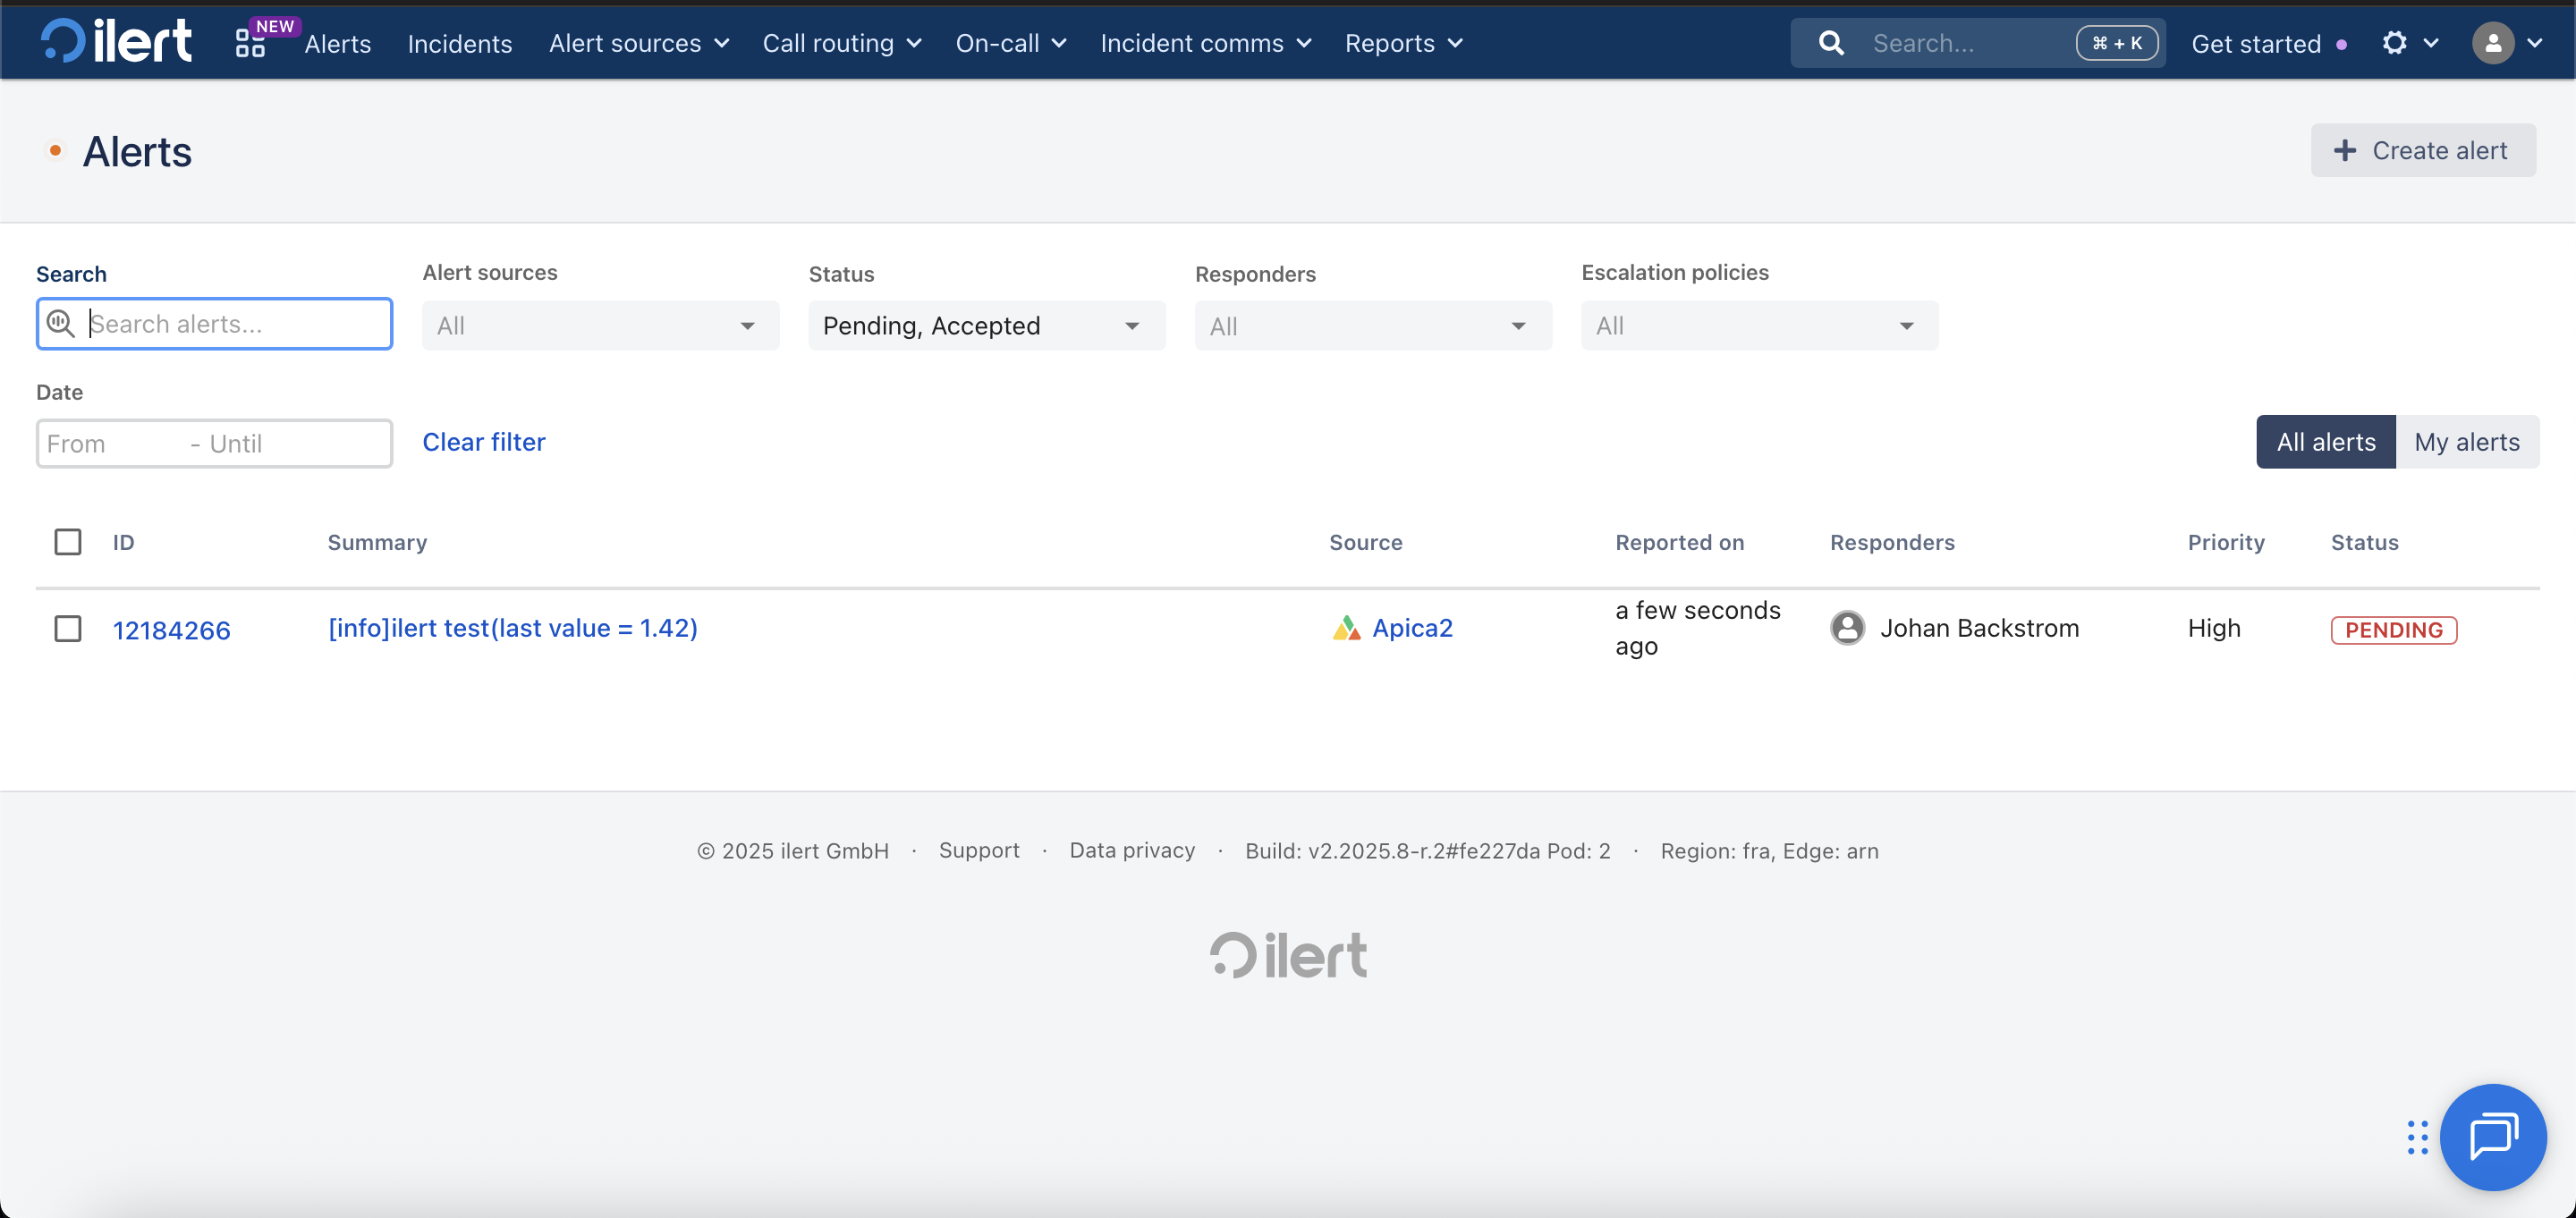 ilert NEW Alerts Incidents Alert sources Call routing On-call Incident comms Reports Search... ⌘ + K Get started
Alerts
Create alert
Search Alert sources Status Responders Escalation policies
Search alerts... All Pending, Accepted All All
Date
From - Until Clear filter All alerts My alerts
ID Summary Source Reported on Responders Priority Status
12184266 [info]ilert test(last value = 1.42) Apica2 a few seconds ago Johan Backstrom High PENDING
© 2025 ilert GmbH · Support · Data privacy · Build: v2.2025.8-r.2#fe227da Pod: 2 · Region: fra, Edge: arn
ilert